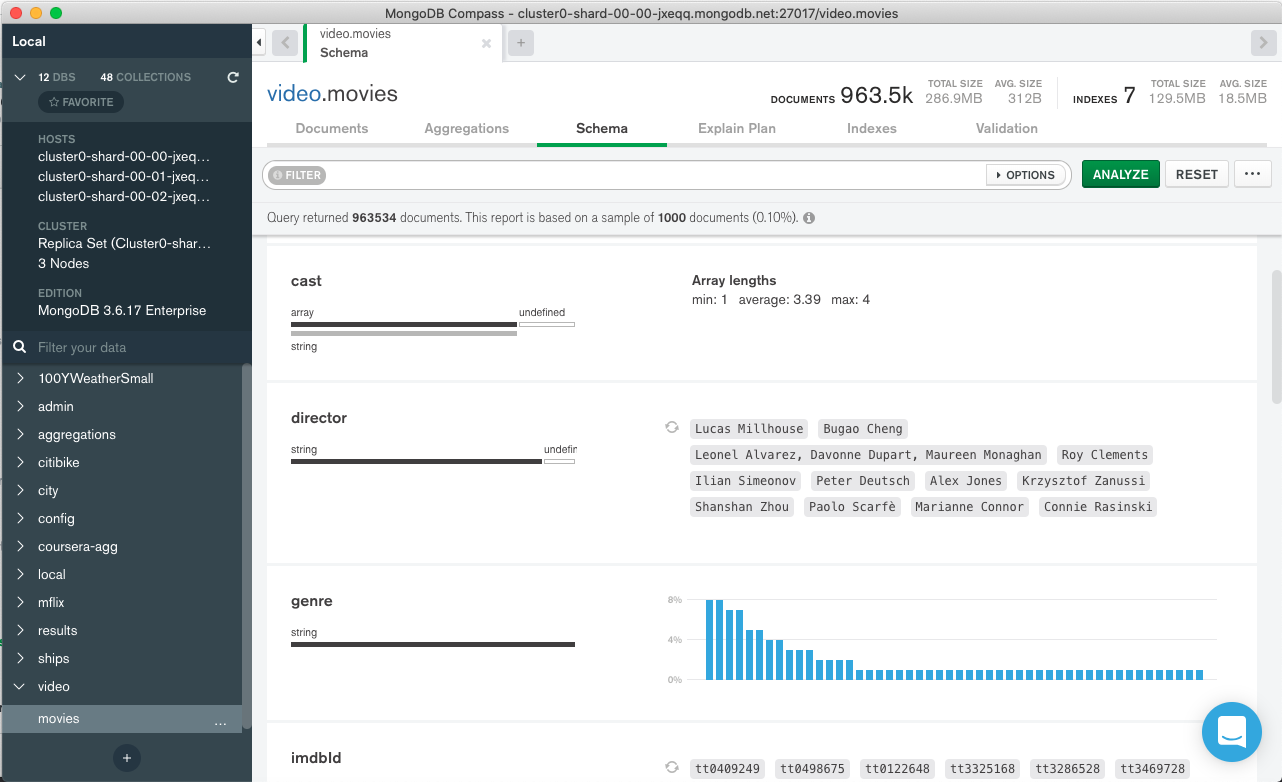 MongoDB Compass - cluster0-shard-00-00-jxeqq.mongodb.net:27017/video.movies
Local
12 DBS 48 COLLECTIONS
FAVORITE
HOSTS
cluster0-shard-00-00-jxeq...
cluster0-shard-00-01-jxeq...
cluster0-shard-00-02-jxeq...
CLUSTER
Replica Set (Cluster0-shar...
3 Nodes
EDITION
MongoDB 3.6.17 Enterprise
Filter your data
100YWeatherSmall
admin
aggregations
citibike
city
config
coursera-agg
local
mflix
results
ships
video
movies ...
+
video.movies
Schema
+
video.movies
DOCUMENTS 963.5k TOTAL SIZE 286.9MB AVG. SIZE 312B
INDEXES 7 TOTAL SIZE 129.5MB AVG. SIZE 18.5MB
Documents Aggregations Schema Explain Plan Indexes Validation
FILTER OPTIONS ANALYZE RESET ...
Query returned 963534 documents. This report is based on a sample of 1000 documents (0.10%).
cast
array undefined
string
Array lengths
min: 1 average: 3.39 max: 4
director
string undefin
Lucas Millhouse Bugao Cheng
Leonel Alvarez, Davonne Dupart, Maureen Monaghan Roy Clements
Ilian Simeonov Peter Deutsch Alex Jones Krzysztof Zanussi
Shanshan Zhou Paolo Scarfè Marianne Connor Connie Rasinski
genre
string
8%
4%
0%
imdbId
tt0409249 tt0496295 tt0122648 tt3325168 tt3286528 tt3469728